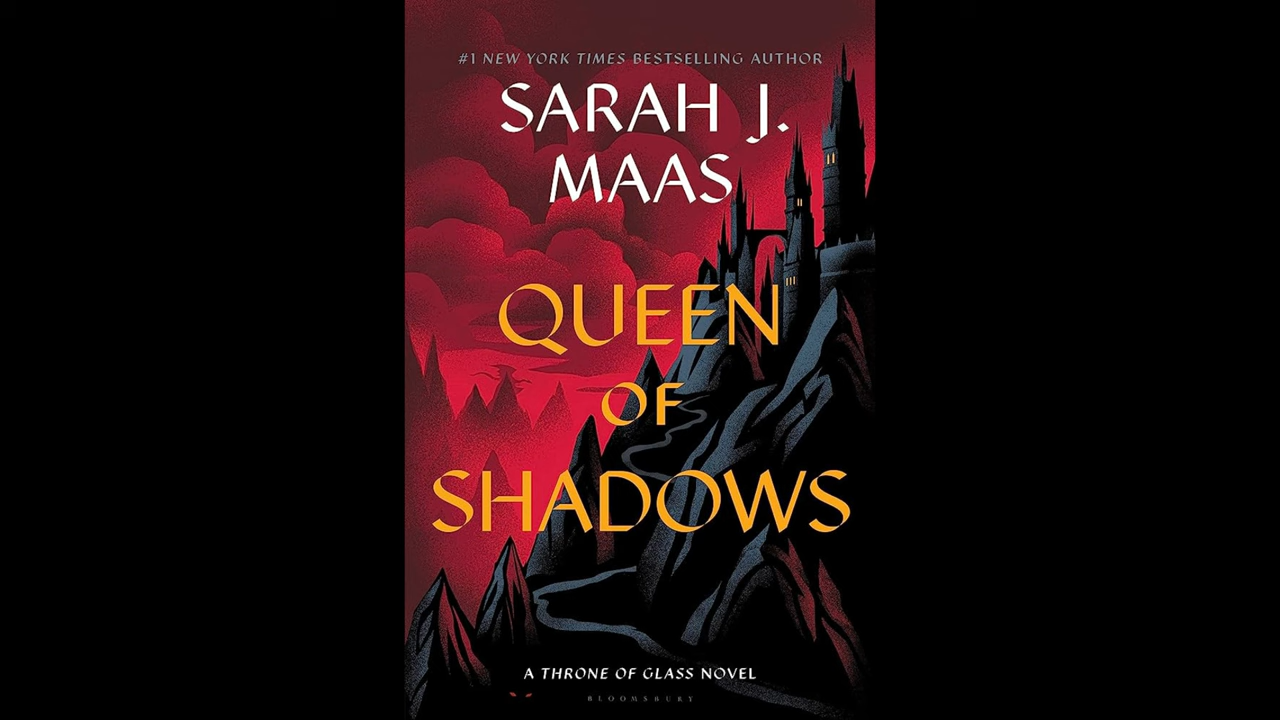 #1 NEW YORK TIMES BESTSELLING AUTHOR
SARAH J.
MAAS
QUEEN
OF
SHADOWS
A THRONE OF GLASS NOVEL
BLOOMSBURY